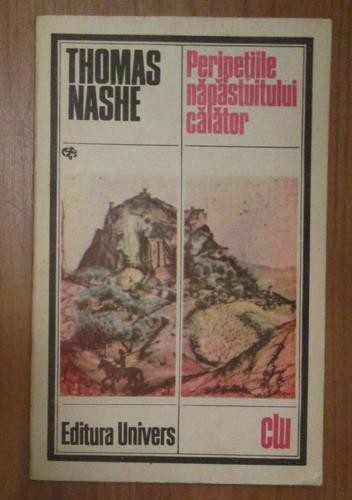 THOMAS
NASHE
Peripețiile
năpăstuitului
călător
Editura Univers
clu